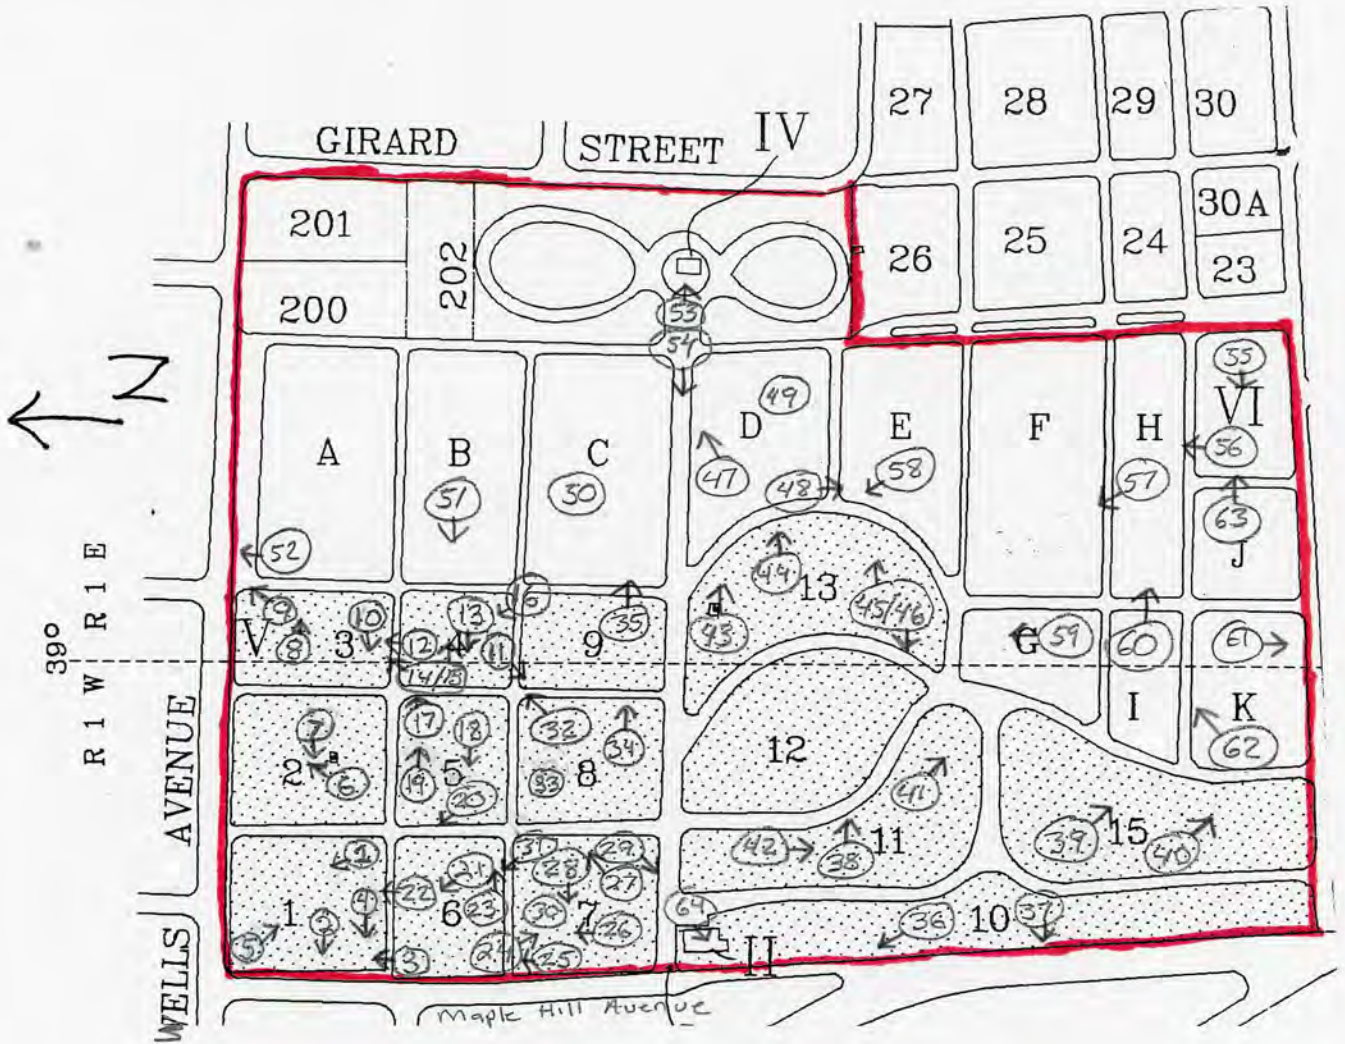 27 28 29 30
GIRARD STREET IV
201 202 26 25 24 30A
23
200
53
54
N
55
A B C D 49 E F H VI
51 50 47 48 58 57 56
63
J
52
R1W R1E
39°
9 10 13 16 35 44 13 45/46
V 8 3 12 4 11 9 43 G 59 60 61
14/15
I K
17 18 32 34 62
7
2 6 19 5 20 33 8 12
41
WELLS AVENUE
1 31 28 29 42 38 11 39 15 40
4 22 21 27
1 2 6 23 30 7 26 64 36 10 37
5 3 24 25
II
Maple Hill Avenue